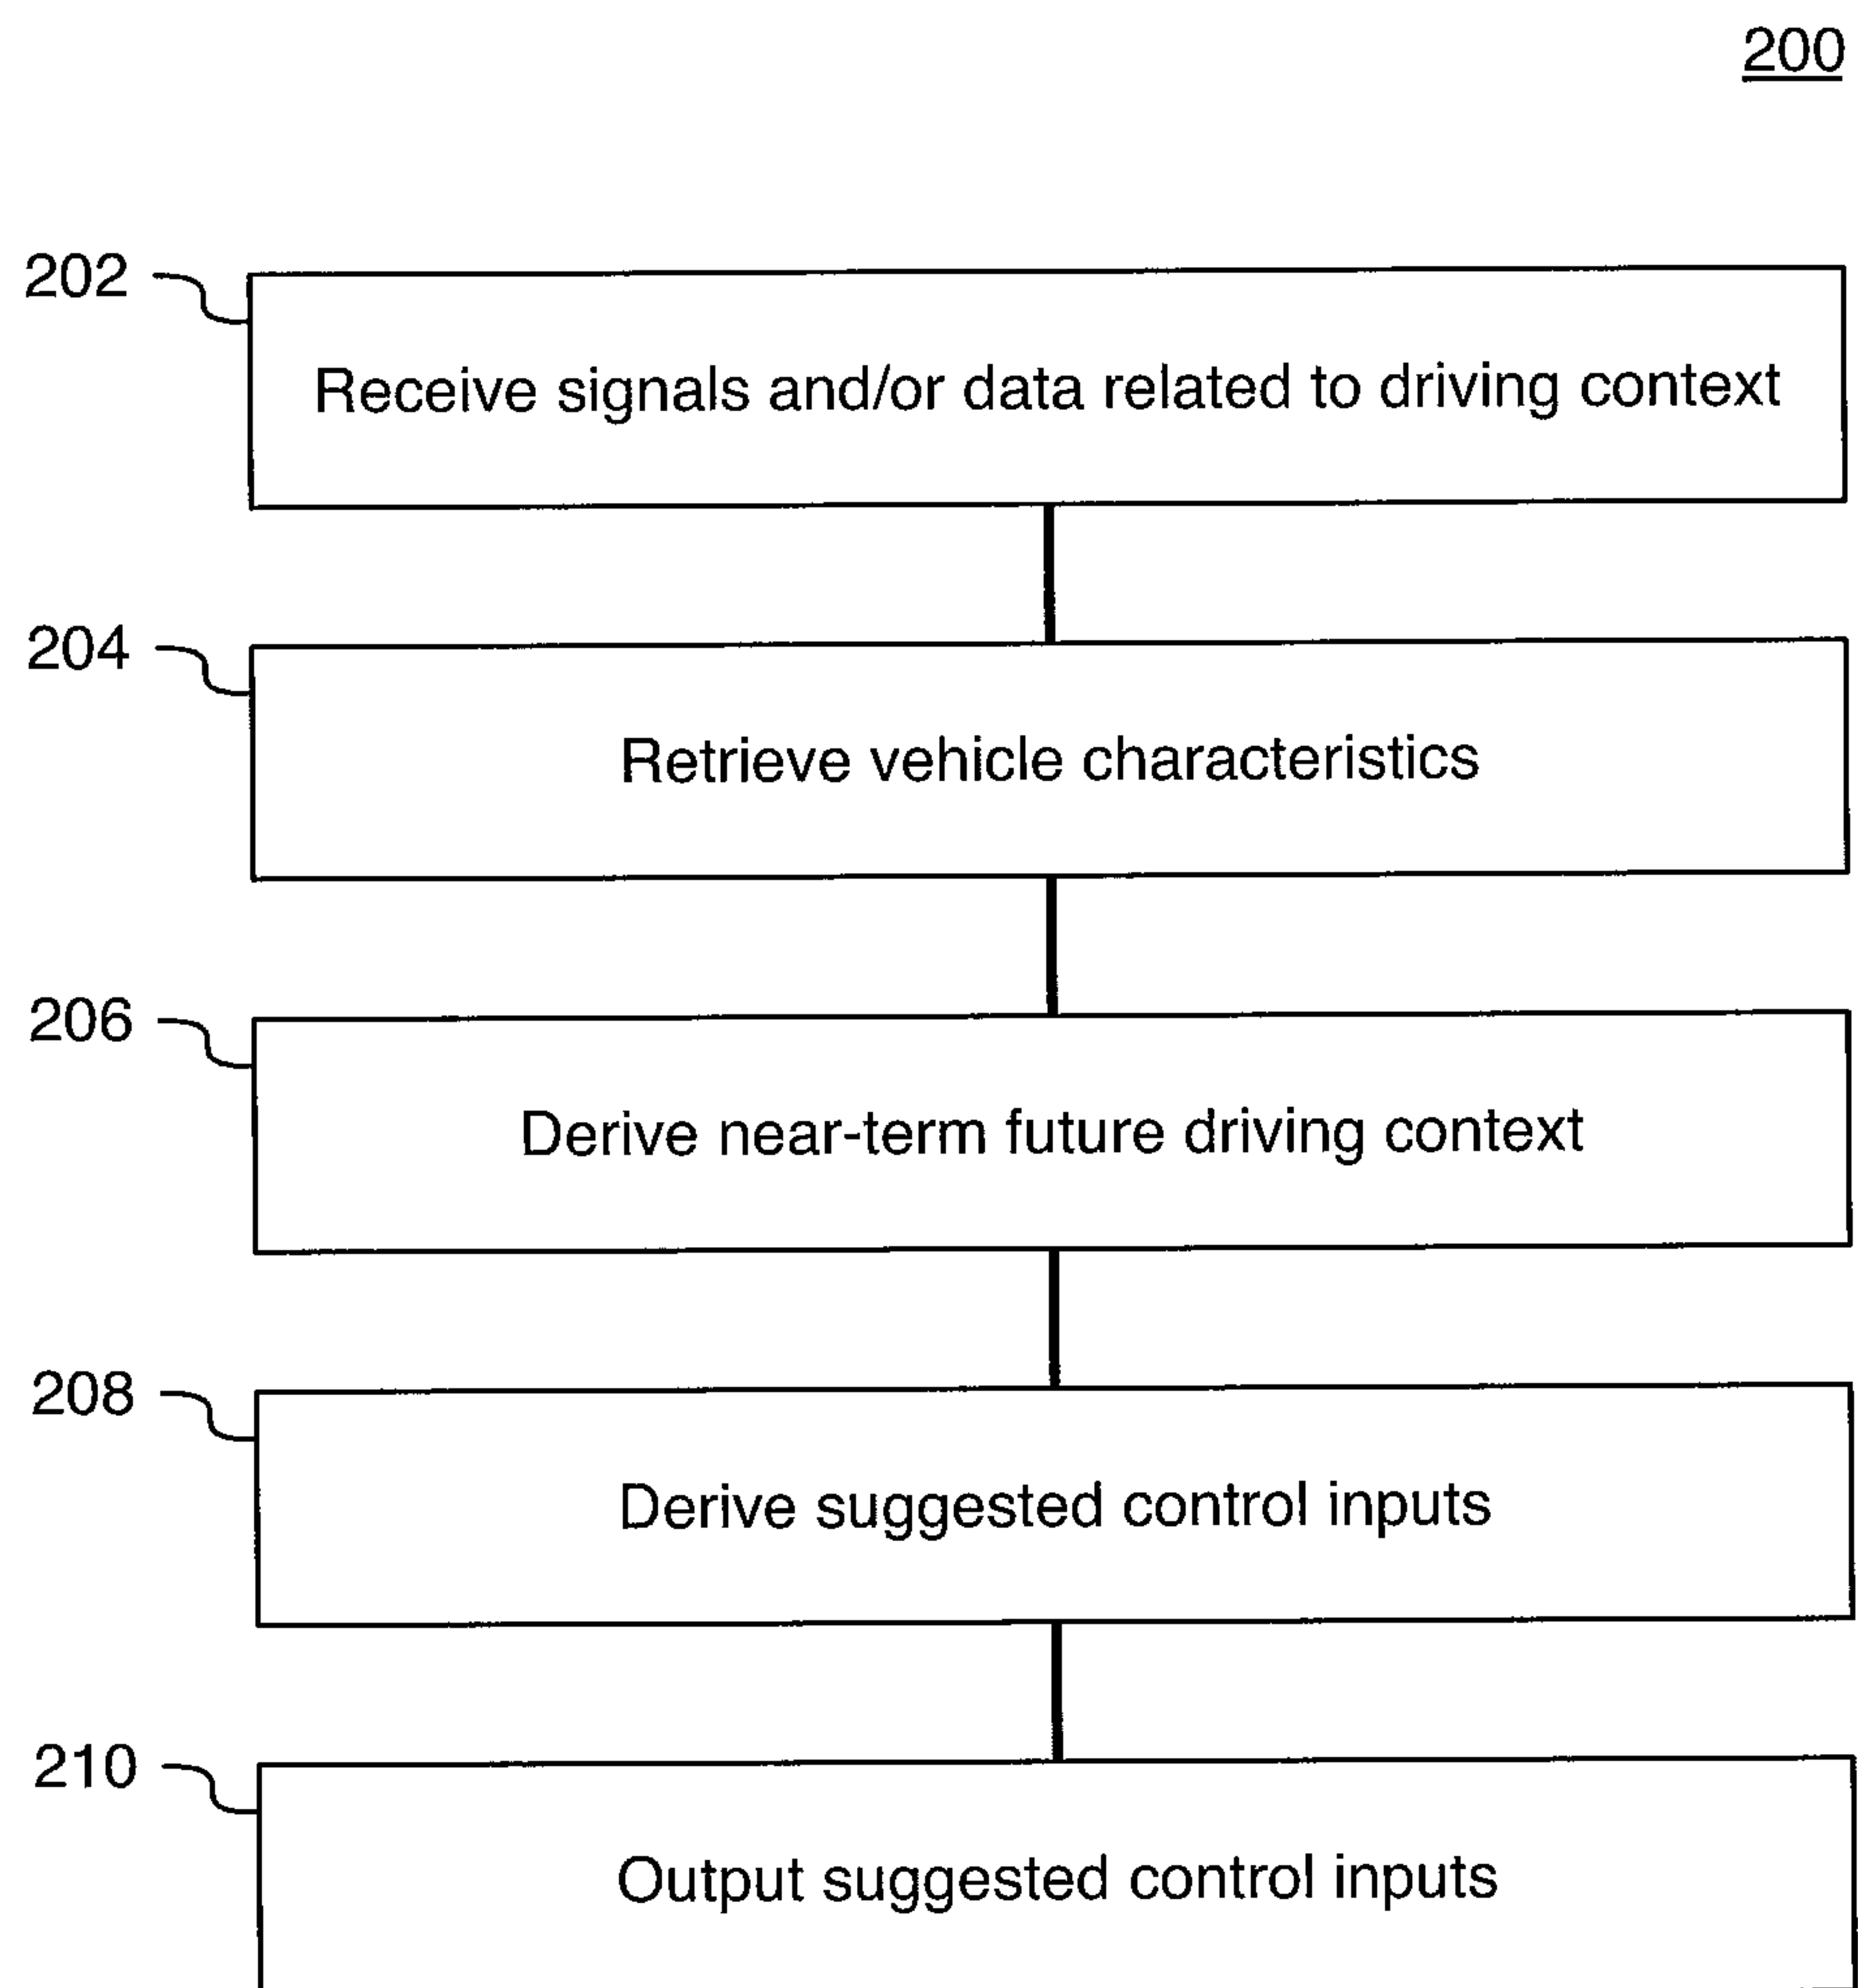 200
202
Receive signals and/or data related to driving context
204
Retrieve vehicle characteristics
206
Derive near-term future driving context
208
Derive suggested control inputs
210
Output suggested control inputs